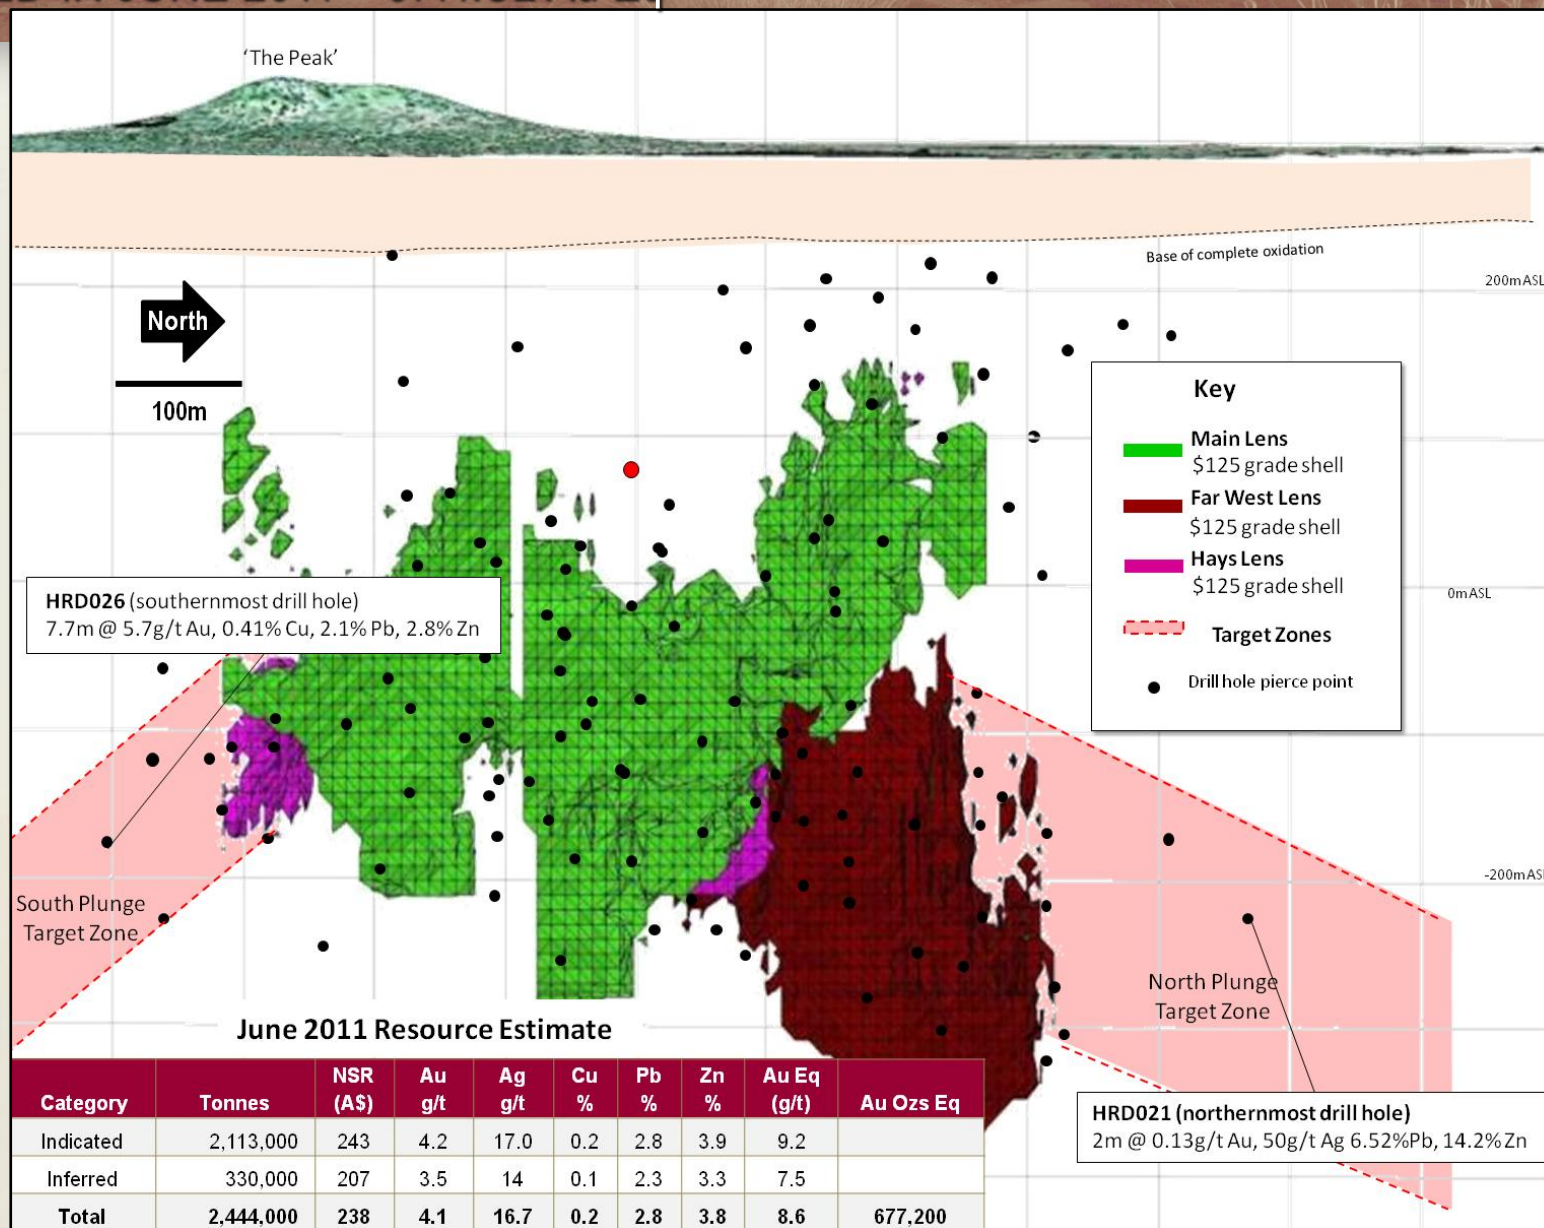 'The Peak'
Base of complete oxidation
200mASL
North
100m
Key
Main Lens
$125 grade shell
Far West Lens
$125 grade shell
Hays Lens
$125 grade shell
Target Zones
Drill hole pierce point
0mASL
HRD026 (southernmost drill hole)
7.7m @ 5.7g/t Au, 0.41% Cu, 2.1% Pb, 2.8% Zn
-200mASL
South Plunge
Target Zone
North Plunge
Target Zone
June 2011 Resource Estimate
Category Tonnes NSR (A$) Au g/t Ag g/t Cu % Pb % Zn % Au Eq (g/t) Au Ozs Eq
Indicated 2,113,000 243 4.2 17.0 0.2 2.8 3.9 9.2
Inferred 330,000 207 3.5 14 0.1 2.3 3.3 7.5
Total 2,444,000 238 4.1 16.7 0.2 2.8 3.8 8.6 677,200
HRD021 (northernmost drill hole)
2m @ 0.13g/t Au, 50g/t Ag 6.52%Pb, 14.2%Zn